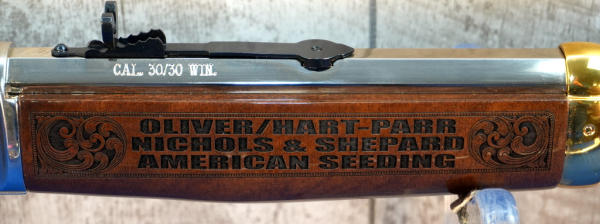 CAL. 30/30 WIN.
OLIVER/HART-PARR
NICHOLS & SHEPARD
AMERICAN SEEDING